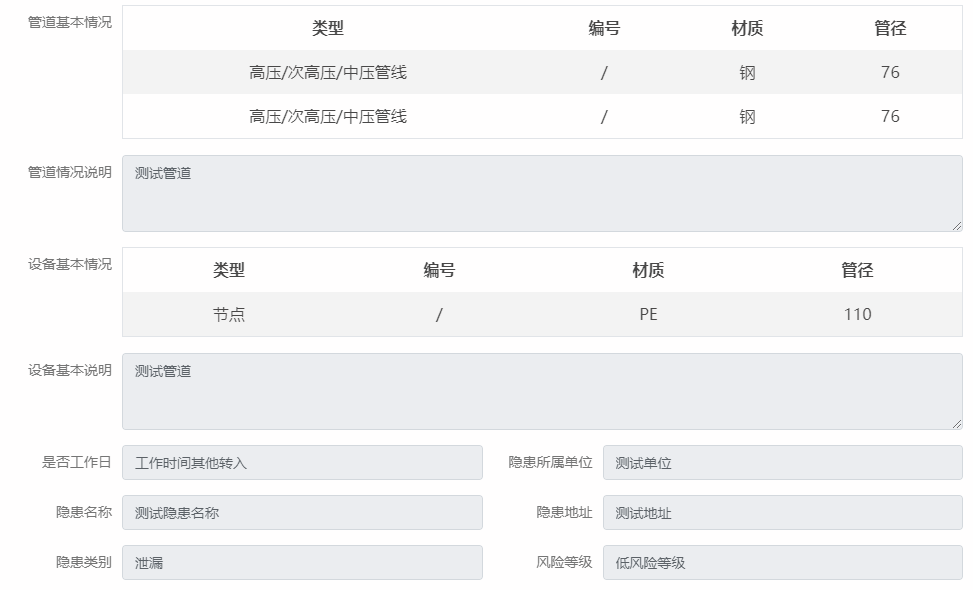 管道基本情况
类型 编号 材质 管径
高压/次高压/中压管线 / 钢 76
高压/次高压/中压管线 / 钢 76
管道情况说明 测试管道
设备基本情况
类型 编号 材质 管径
节点 / PE 110
设备基本说明 测试管道
是否工作日 工作时间其他转入 隐患所属单位 测试单位
隐患名称 测试隐患名称 隐患地址 测试地址
隐患类别 泄漏 风险等级 低风险等级